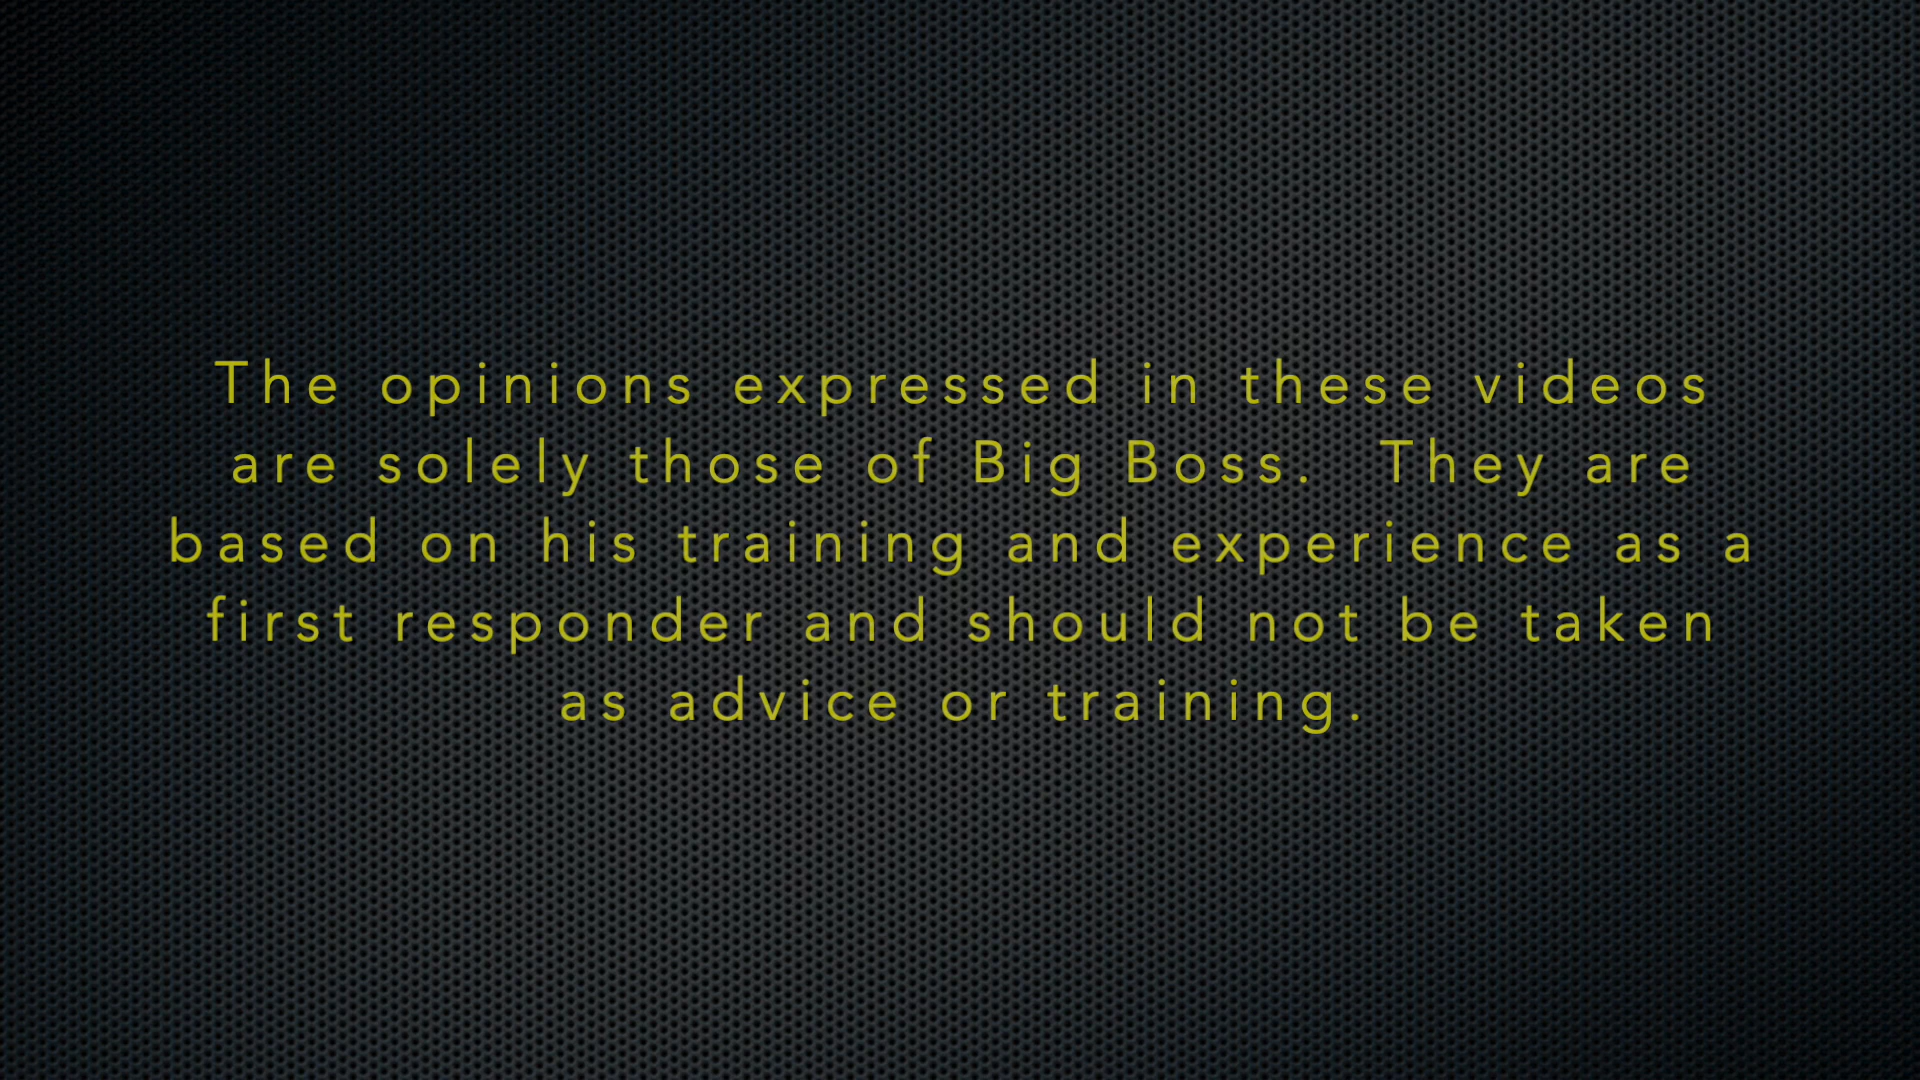 The opinions expressed in these videos
are solely those of Big Boss.  They are
based on his training and experience as a
first responder and should not be taken
as advice or training.